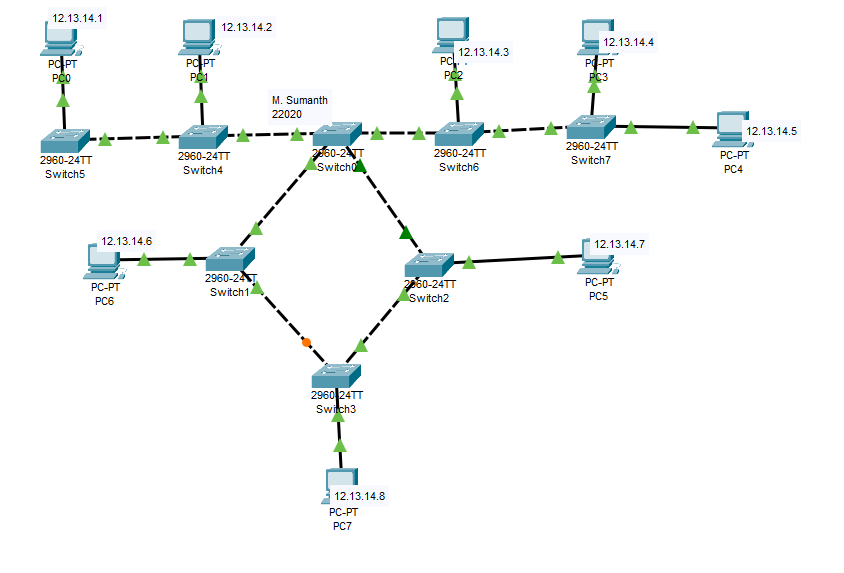 12.13.14.1
PC-PT
PC0
12.13.14.2
PC-PT
PC1
12.13.14.3
PC2
12.13.14.4
PC-PT
PC3
M. Sumanth
22020
2960-24TT
Switch5
2960-24TT
Switch4
2960-24TT
Switch0
2960-24TT
Switch6
2960-24TT
Switch7
12.13.14.5
PC-PT
PC4
12.13.14.6
PC-PT
PC6
2960-24TT
Switch1
2960-24TT
Switch2
12.13.14.7
PC-PT
PC5
2960-24TT
Switch3
12.13.14.8
PC-PT
PC7